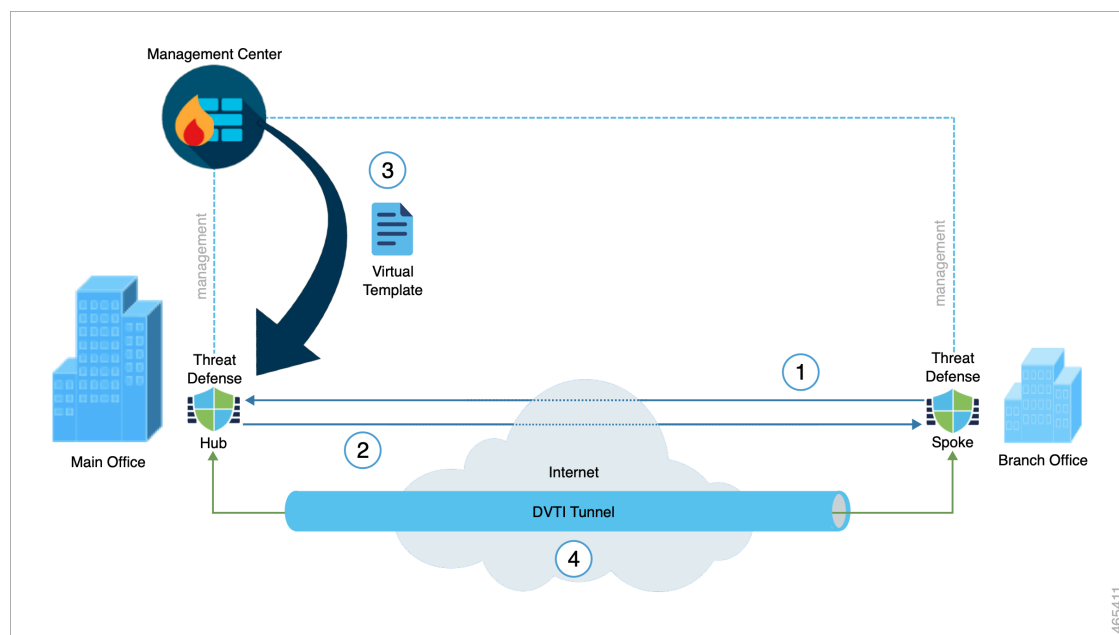 Management Center
3
Virtual
Template
management
management
Threat
Defense
Hub
Main Office
1
2
Threat
Defense
Spoke
Branch Office
Internet
DVTI Tunnel
4
465411